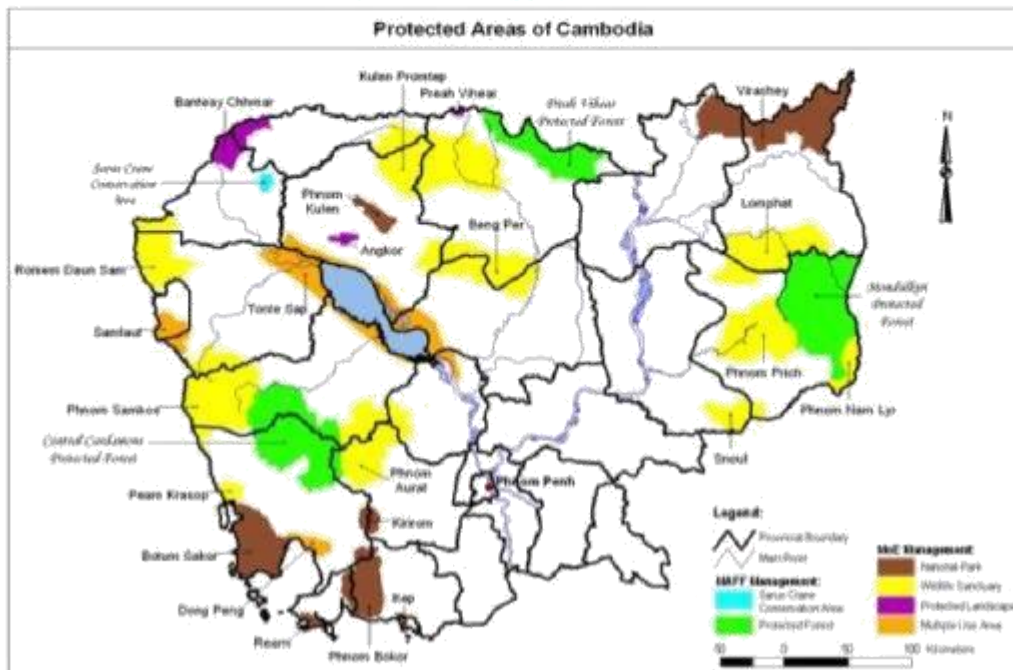 Protected Areas of Cambodia
Kulen Promtep
Preah Vihear
Virachey
Banteay Chhmar
Preah Vihear
Protected Forest
Sarus Crane
Conservation
Area
N
Phnom
Kulen
Lomphat
Beng Per
Angkor
Roniem Daun Sam
Mondulkiri
Protected
Forest
Tonle Sap
Samlaut
Phnom Prich
Phnom Samkos
Phnom Nam Lyr
Central Cardamoms
Protected Forest
Snoul
Phnom
Aural
Phnom Penh
Peam Krasop
Kirirom
Legend:
Provincial Boundary
Main River
MoE Management:
National Park
Botum Sakor
Wildlife Sanctuary
MAFF Management:
Protected Landscape
Sarus Crane
Conservation Area
Multiple Use Area
Protected Forest
Dong Peng
Kep
Ream
Phnom Bokor
50 0 50 100 Kilometers